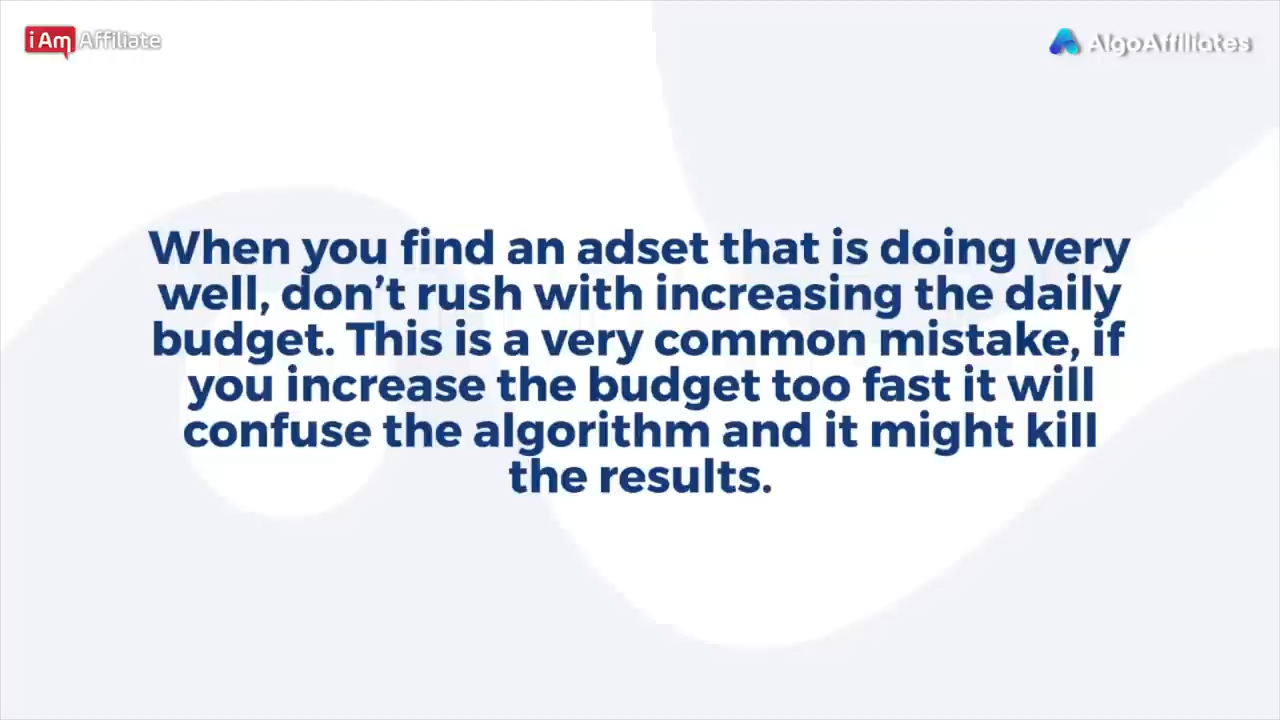 i Am Affiliate
AlgoAffiliates
When you find an adset that is doing very
well, don’t rush with increasing the daily
budget. This is a very common mistake, if
you increase the budget too fast it will
confuse the algorithm and it might kill
the results.